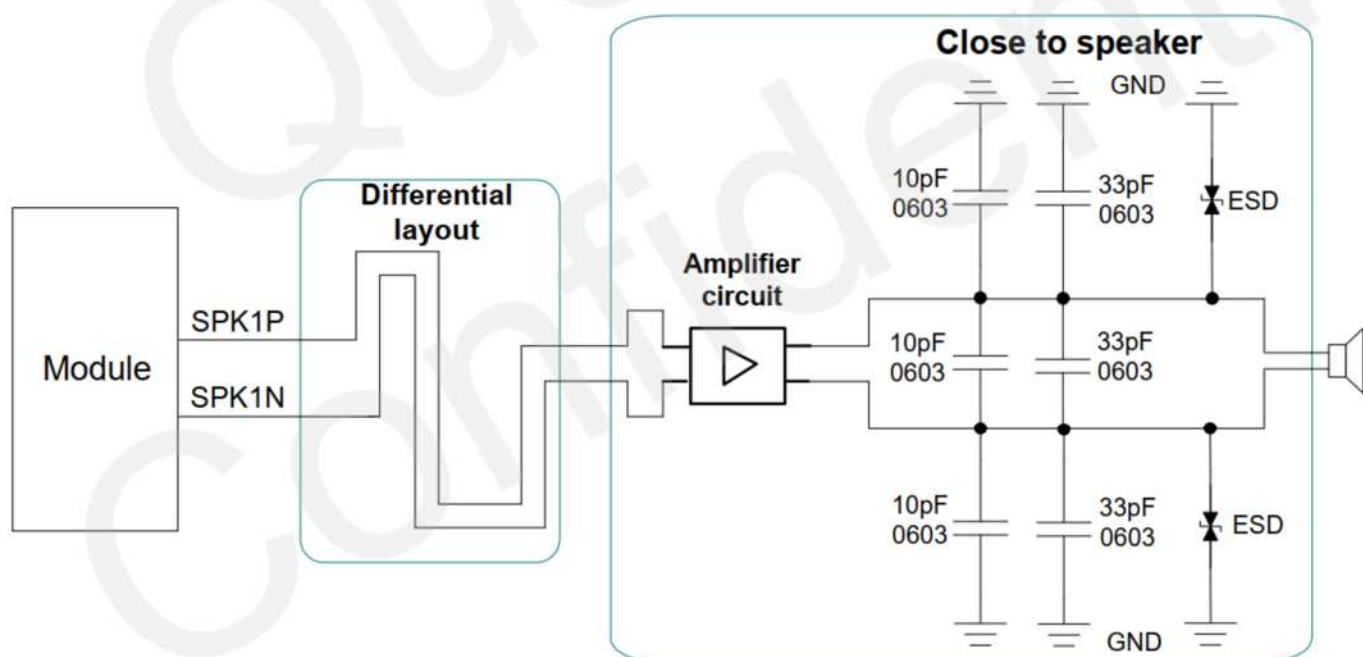 Close to speaker
GND
Differential
layout
10pF
0603
33pF
0603
ESD
Amplifier
circuit
SPK1P
Module
SPK1N
10pF
0603
33pF
0603
10pF
0603
33pF
0603
ESD
GND
Confidenti